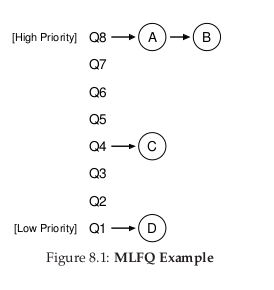 [High Priority] Q8 A B
Q7
Q6
Q5
Q4 C
Q3
Q2
[Low Priority] Q1 D
Figure 8.1: MLFQ Example